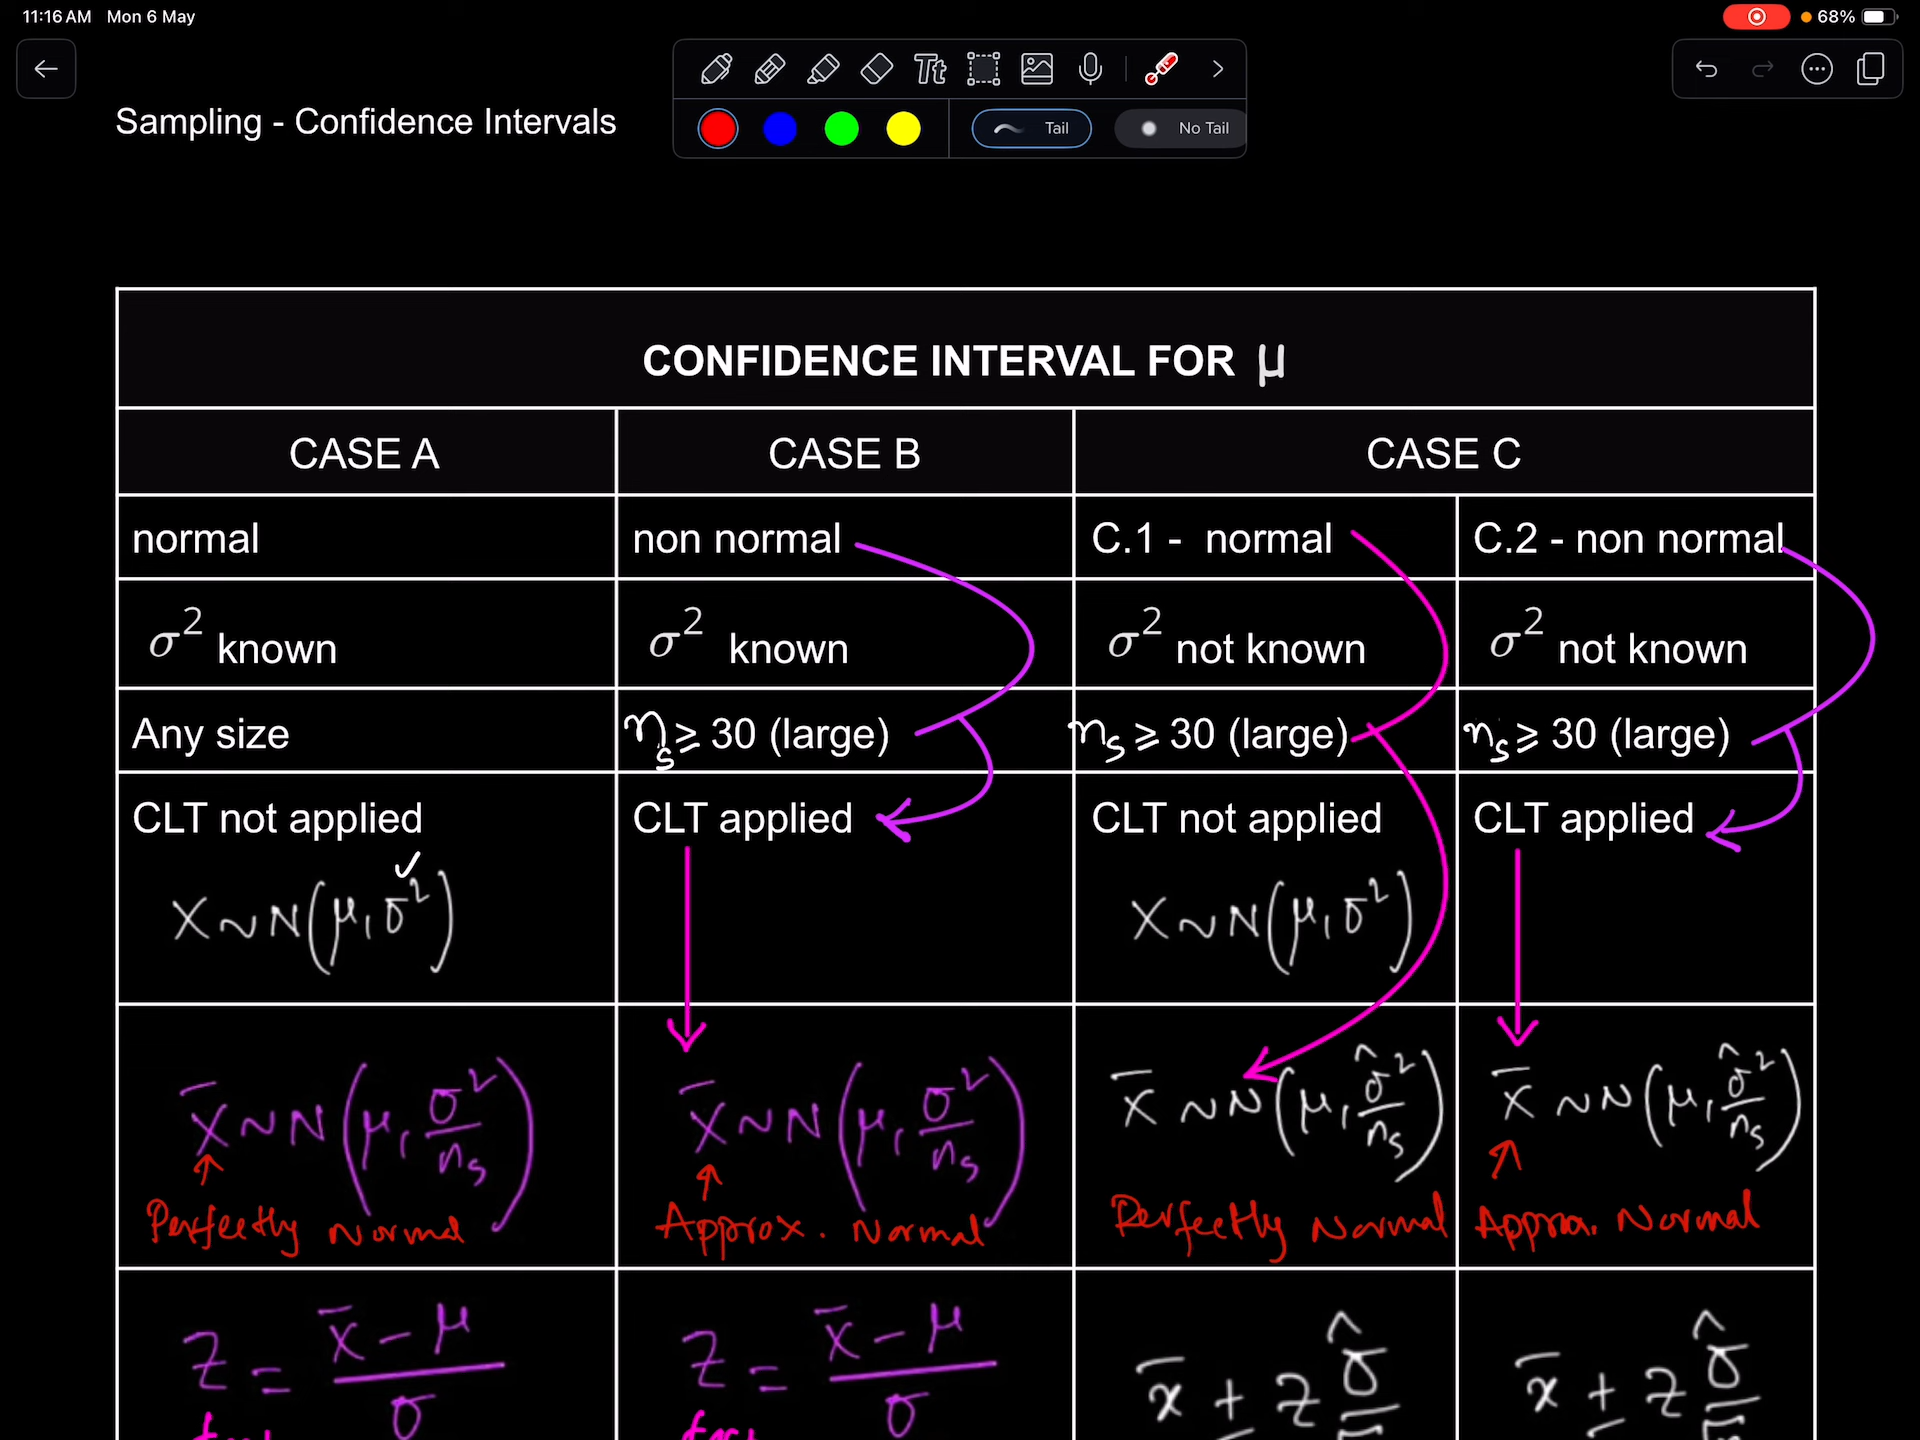 11:16 AM Mon 6 May
68%
Tt
Tail
No Tail
Sampling - Confidence Intervals
CONFIDENCE INTERVAL FOR μ
CASE A
CASE B
CASE C
normal
non normal
C.1 - normal
C.2 - non normal
σ² known
σ² known
σ² not known
σ² not known
Any size
nₛ ⩾ 30 (large)
nₛ ⩾ 30 (large)
nₛ ⩾ 30 (large)
CLT not applied
CLT applied
CLT not applied
CLT applied
X ~ N(μ, σ²)
X ~ N(μ, σ²)
x̄ ~ N(μ, σ²/nₛ)
x̄ ~ N(μ, σ²/nₛ)
x̄ ~ N(μ, σ̂²/nₛ)
x̄ ~ N(μ, σ̂²/nₛ)
Perfectly Normal
Approx. Normal
Perfectly Normal
Approx. Normal
z = x̄ - μ / σ
z = x̄ - μ / σ
x̄ ± z σ̂
x̄ ± z σ̂